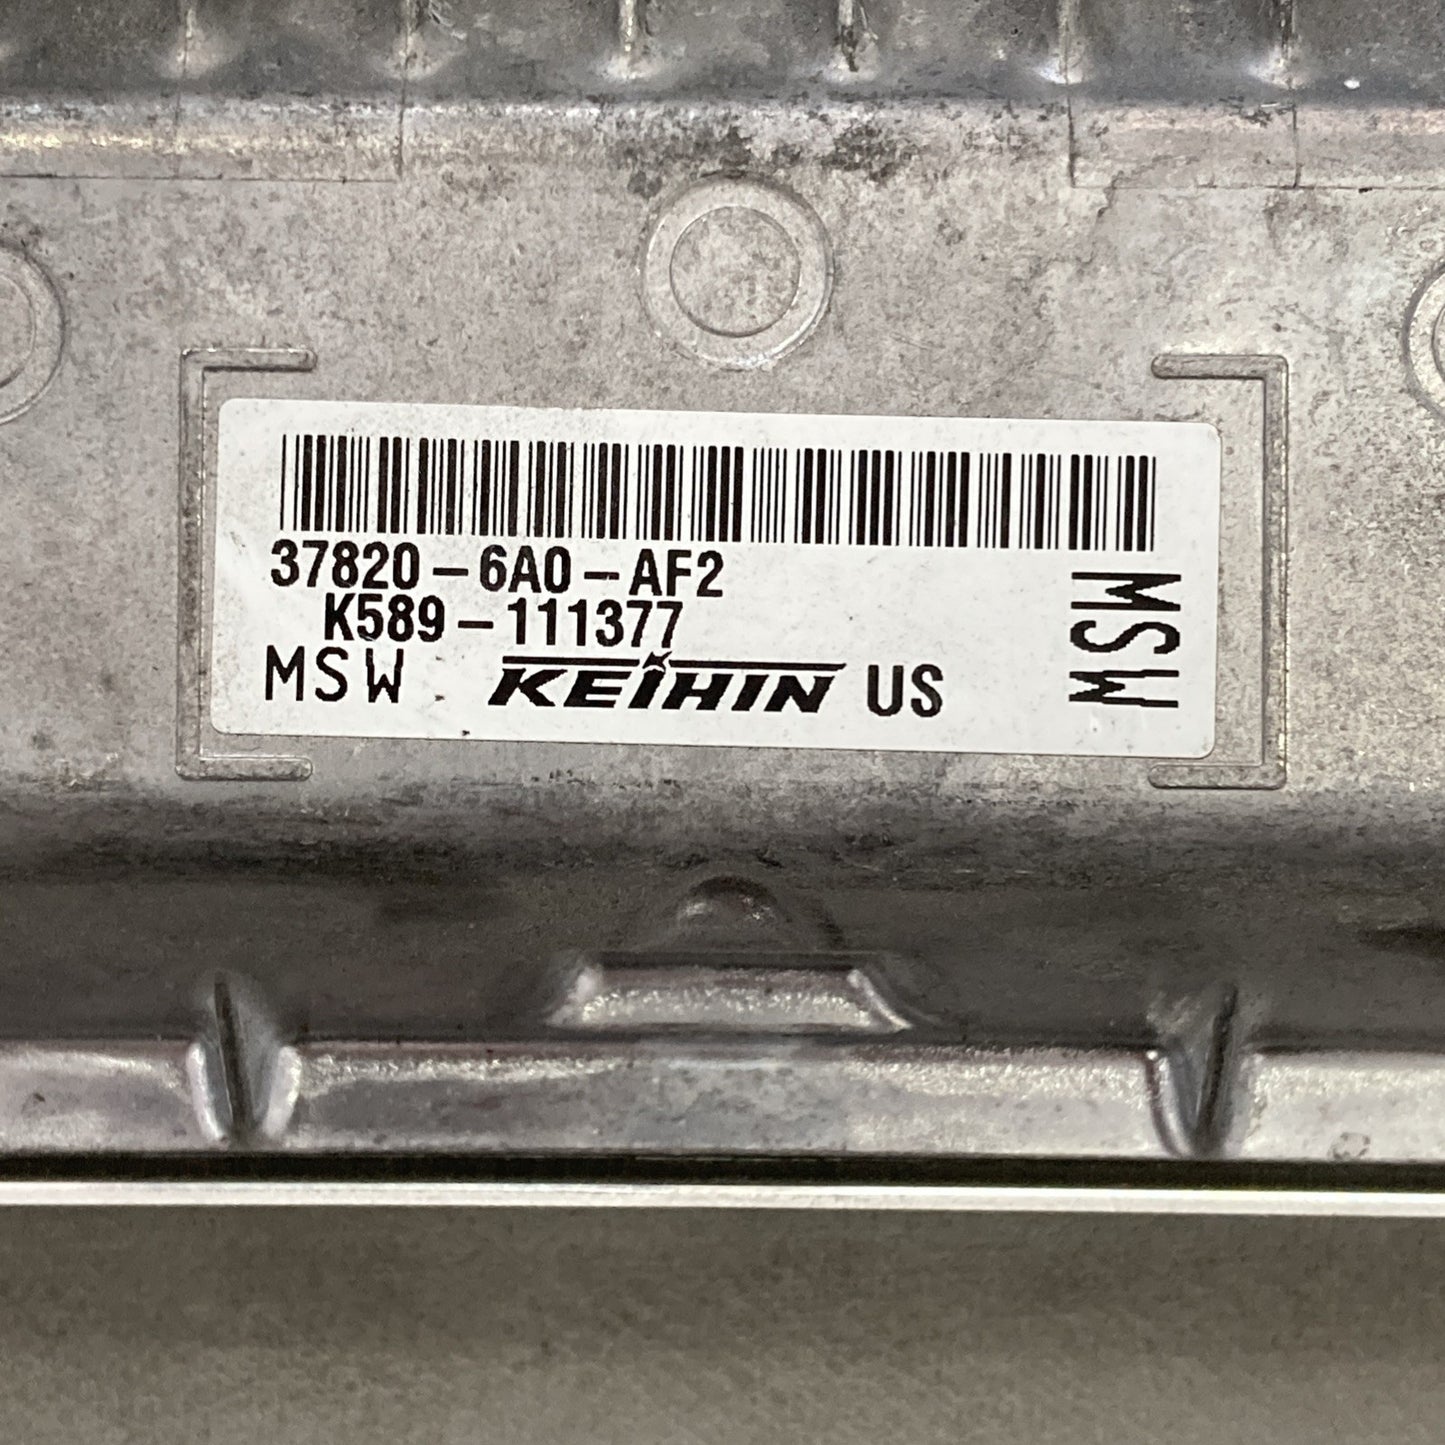 37820-6A0-AF2
K589-111377
MSW KEIHIN US
MSW